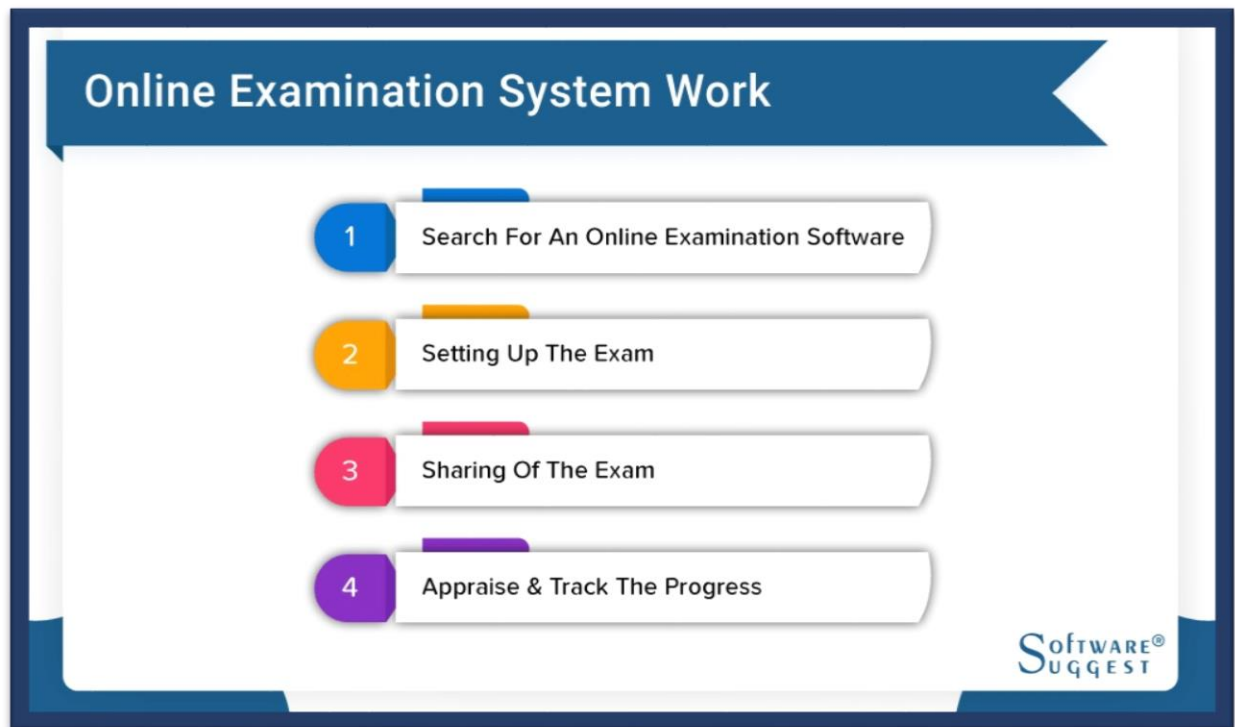 Online Examination System Work
1
Search For An Online Examination Software
2
Setting Up The Exam
3
Sharing Of The Exam
4
Appraise & Track The Progress
SOFTWARE®
SUGGEST